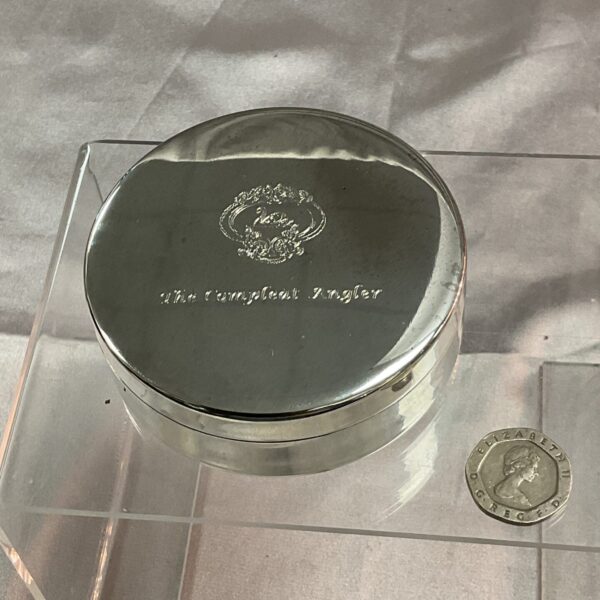 The Compleat Angler
ELIZABETH II
D.G.REG.F.D.